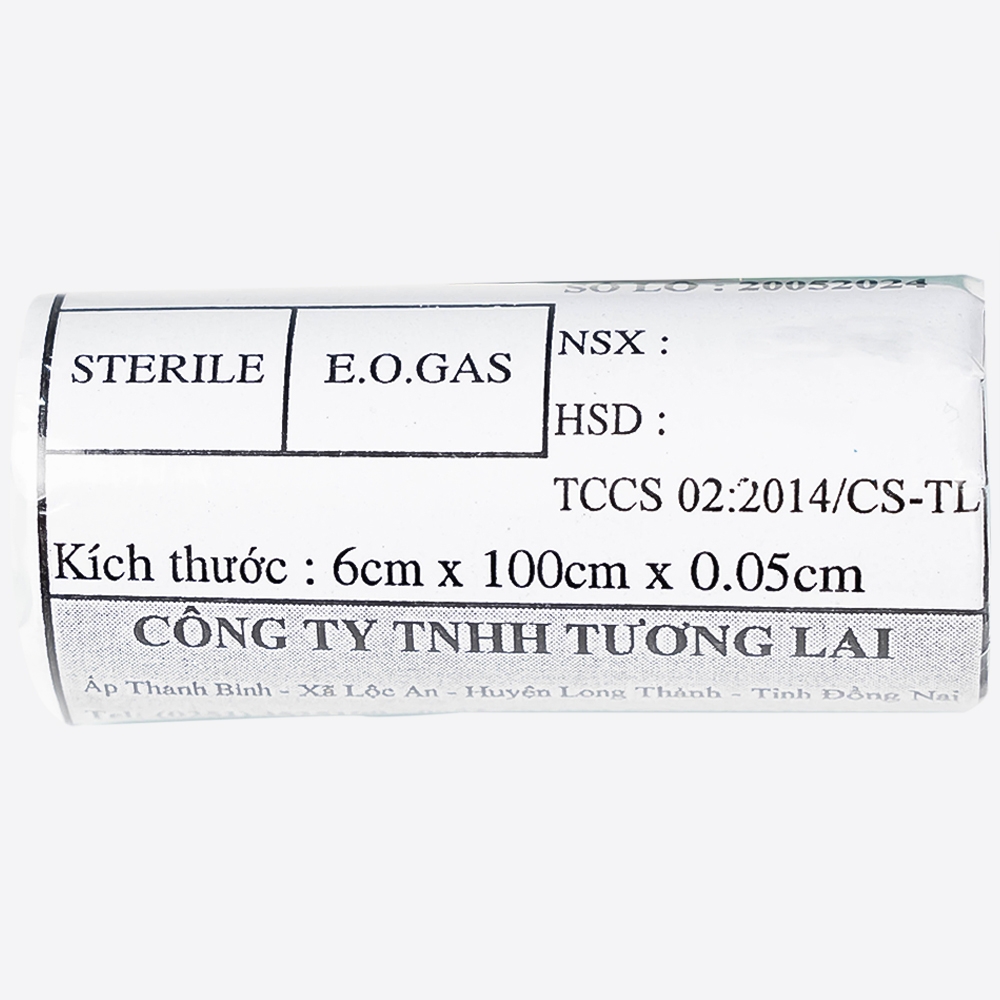 SỐ LÔ : 20052024
STERILE E.O.GAS
NSX :
HSD :
TCCS 02:2014/CS-TL
Kích thước : 6cm x 100cm x 0.05cm
CÔNG TY TNHH TƯƠNG LAI
Ấp Thanh Bình - Xã Lộc An - Huyện Long Thành - Tỉnh Đồng Nai